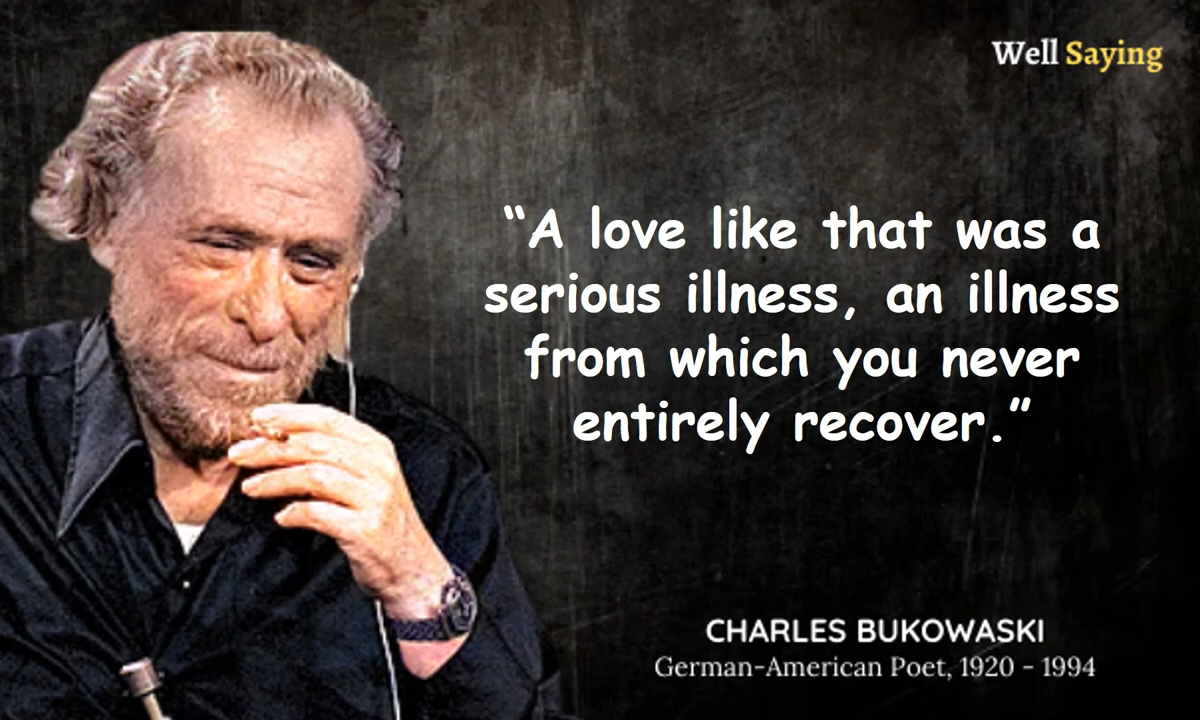 Well Saying
“A love like that was a
serious illness, an illness
from which you never
entirely recover.”
CHARLES BUKOWASKI
German-American Poet, 1920 - 1994